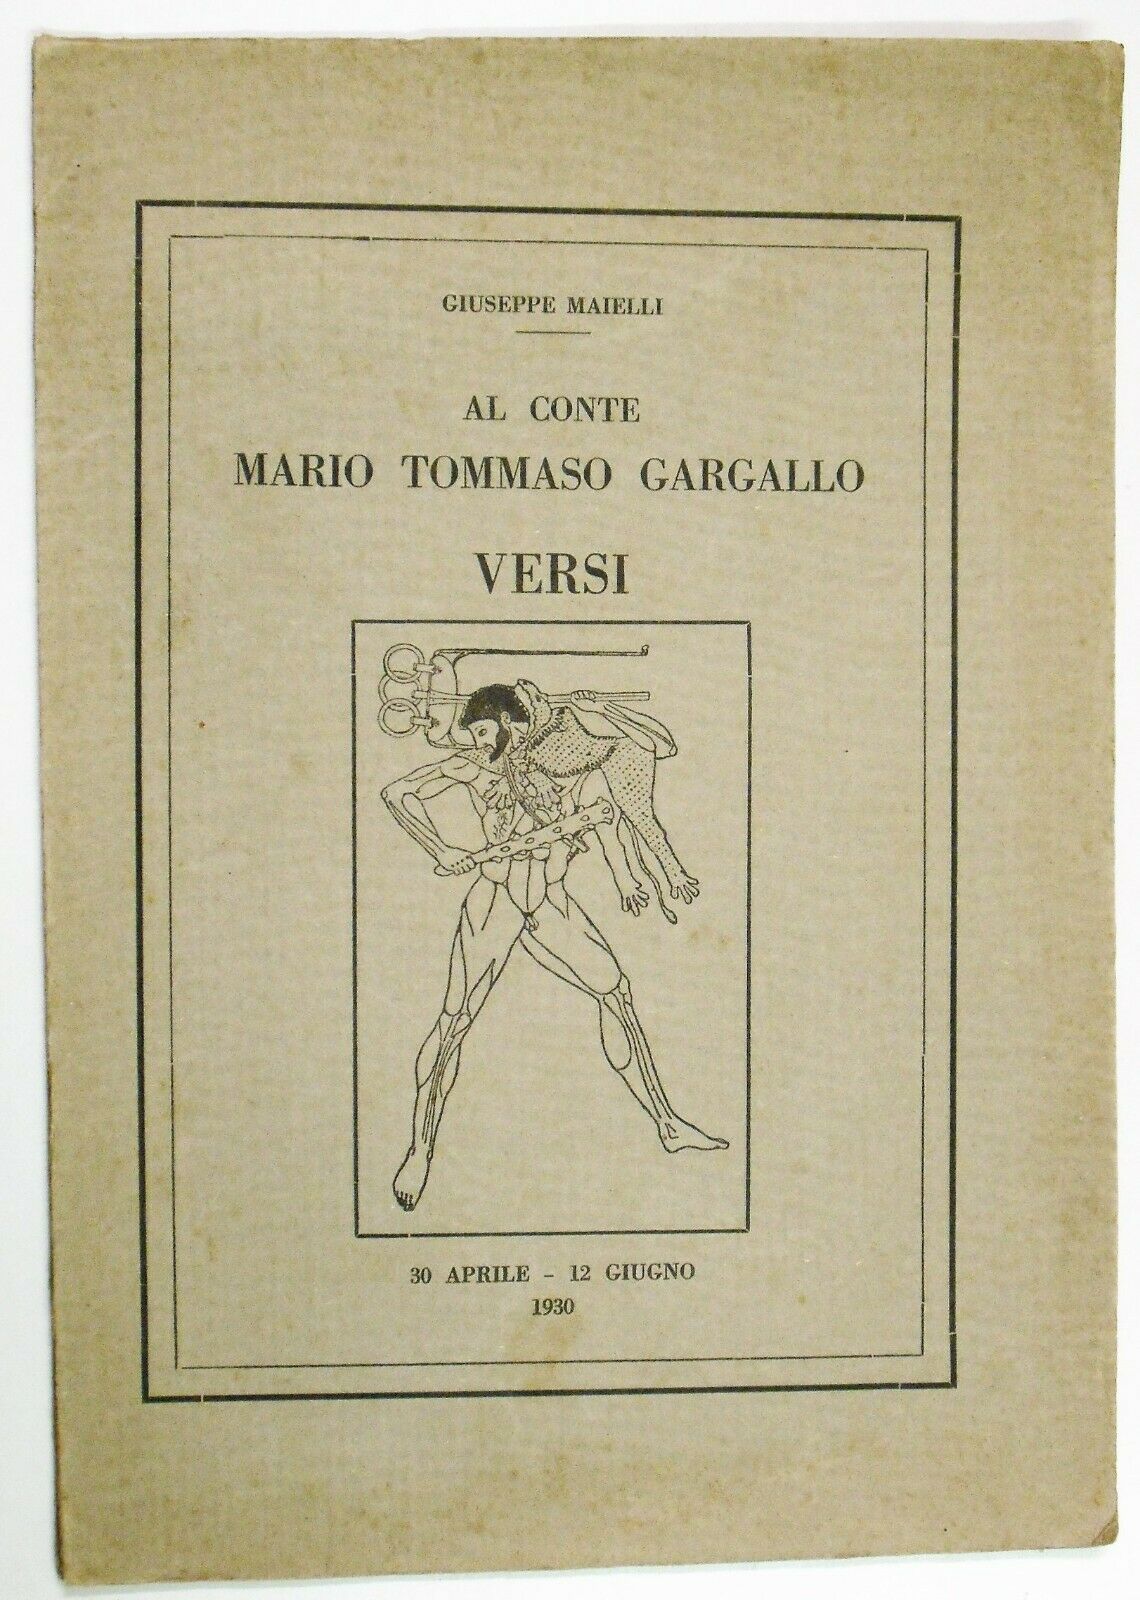 GIUSEPPE MAIELLI
AL CONTE
MARIO TOMMASO GARGALLO
VERSI
30 APRILE - 12 GIUGNO
1930